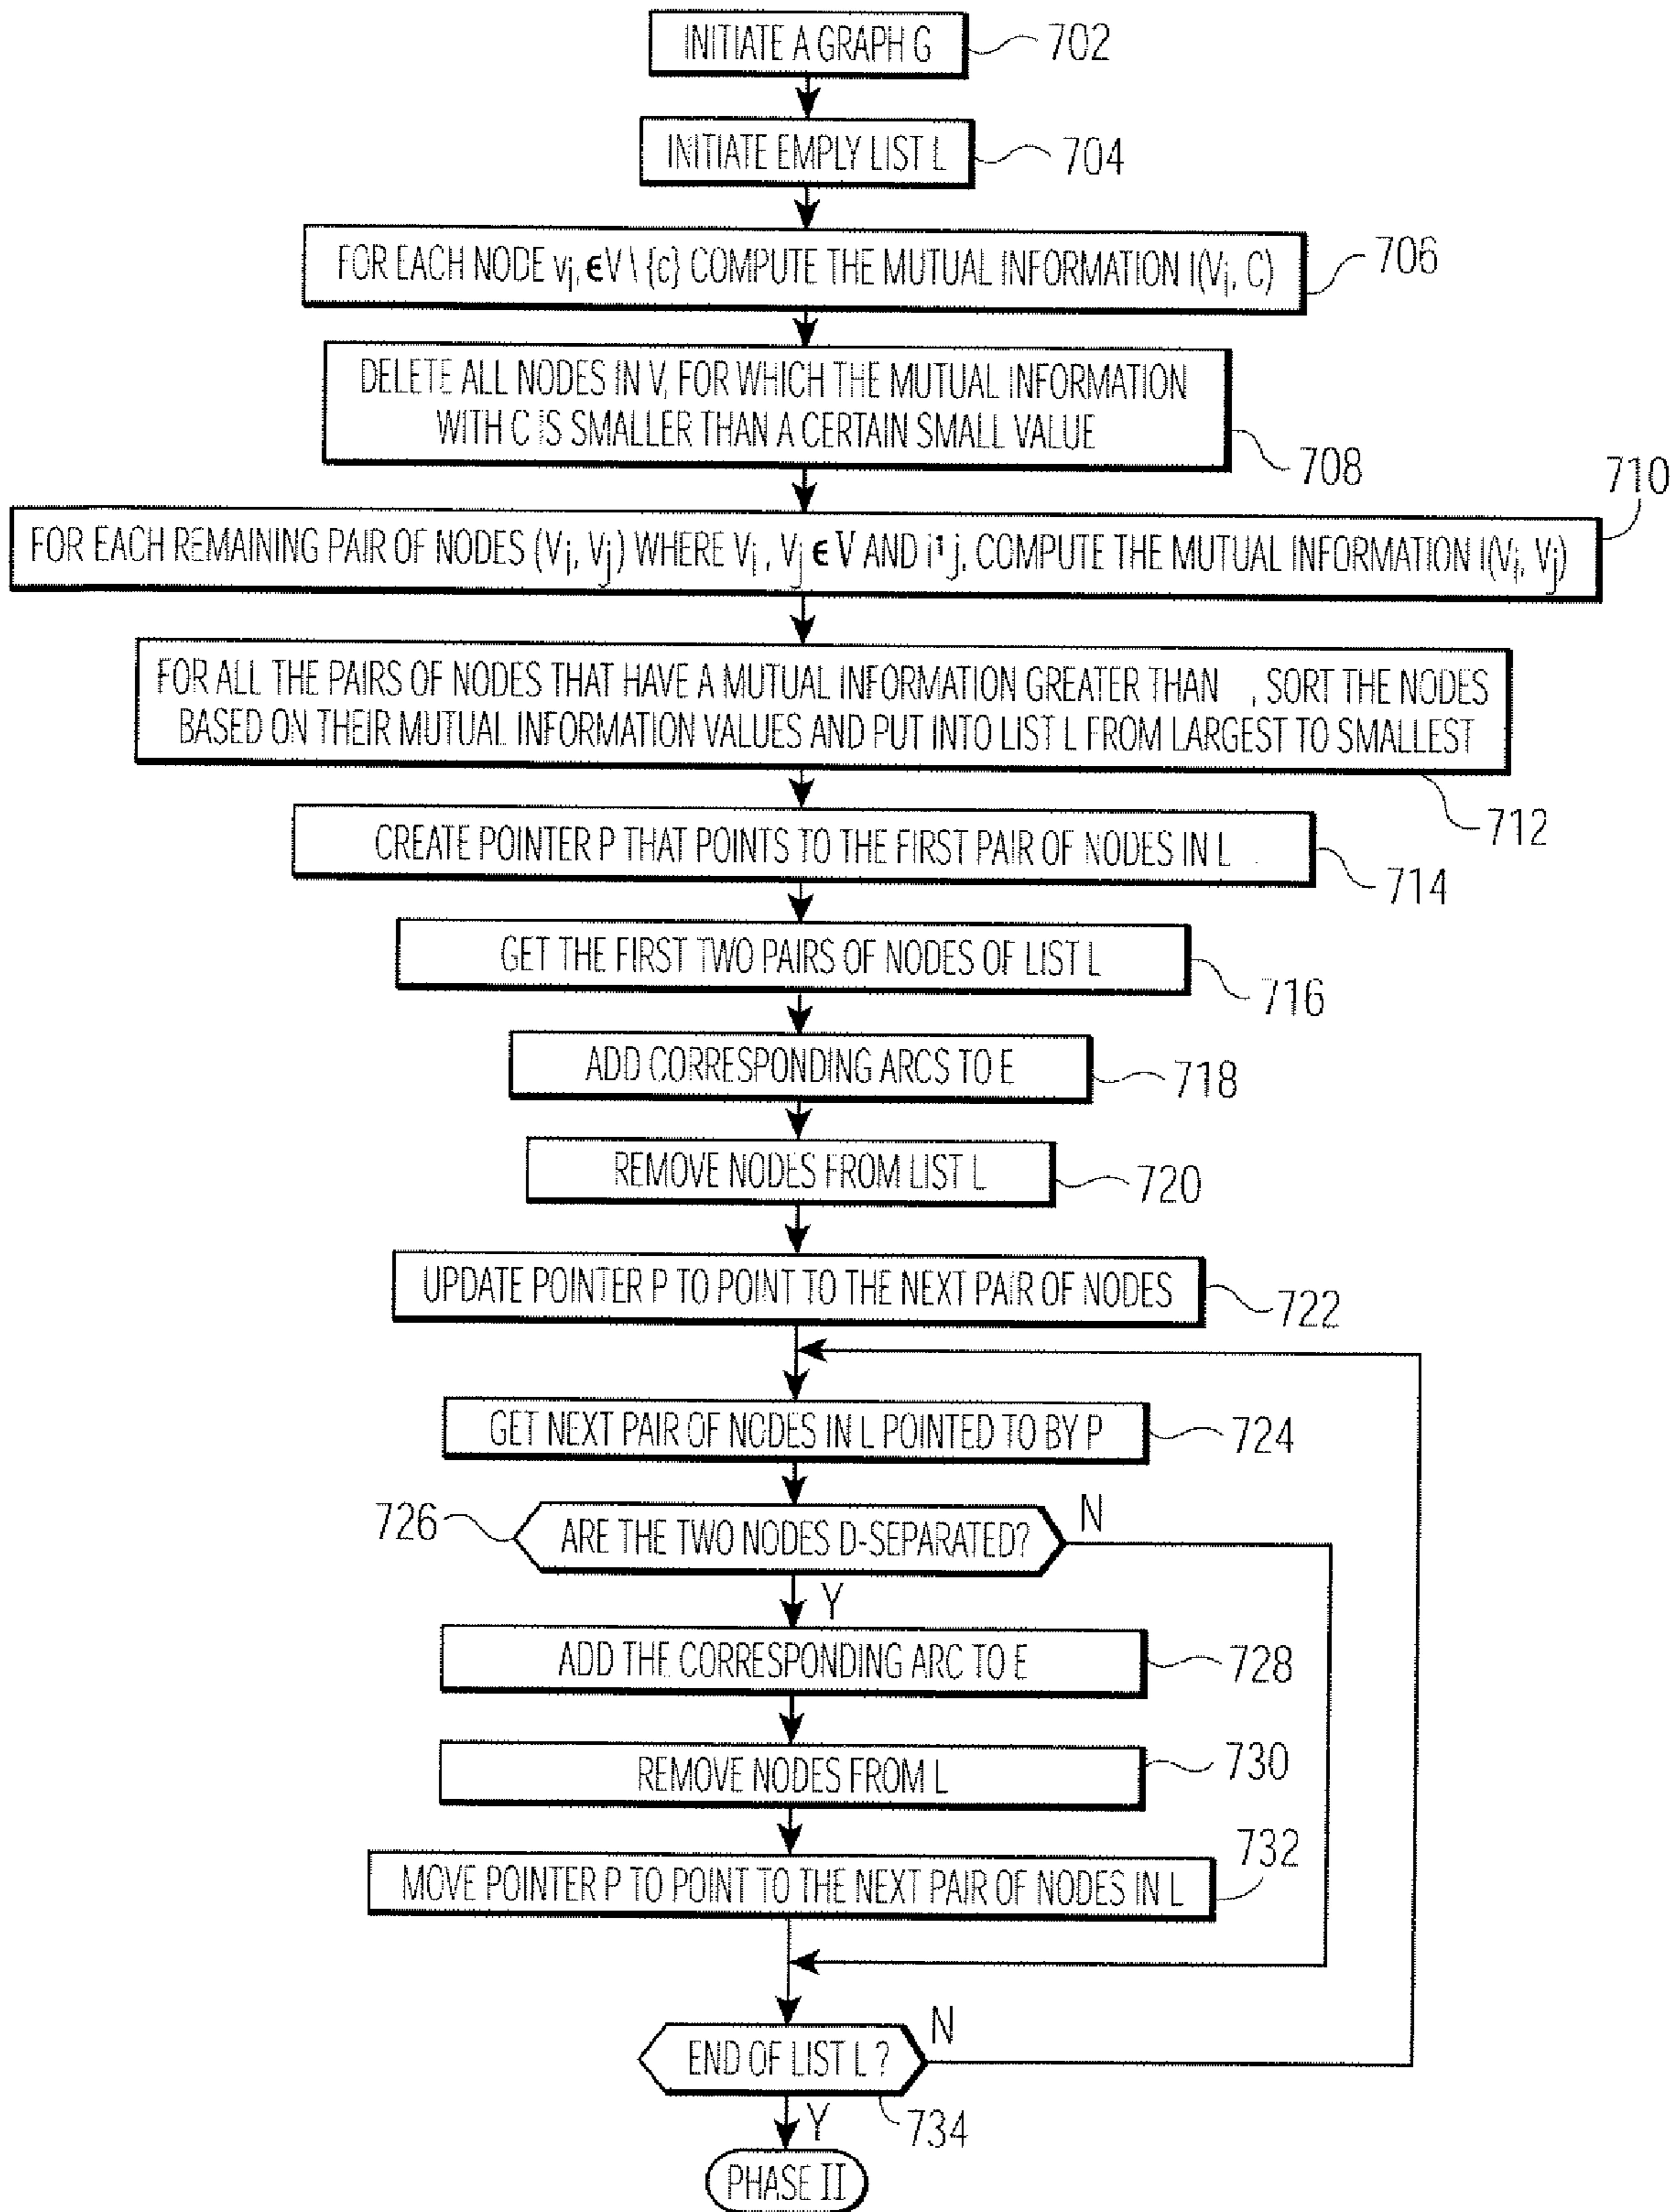 INITIATE A GRAPH G
702
INITIATE EMPLY LIST L
704
FOR EACH NODE vi, ϵV \ {c} COMPUTE THE MUTUAL INFORMATION I(Vi, C)
706
DELETE ALL NODES IN V, FOR WHICH THE MUTUAL INFORMATION
WITH C IS SMALLER THAN A CERTAIN SMALL VALUE
708
710
FOR EACH REMAINING PAIR OF NODES (Vi, Vj) WHERE Vi , Vj ϵ V AND i¹ j, COMPUTE THE MUTUAL INFORMATION I(Vi, Vj)
FOR ALL THE PAIRS OF NODES THAT HAVE A MUTUAL INFORMATION GREATER THAN , SORT THE NODES
BASED ON THEIR MUTUAL INFORMATION VALUES AND PUT INTO LIST L FROM LARGEST TO SMALLEST
712
CREATE POINTER P THAT POINTS TO THE FIRST PAIR OF NODES IN L
714
GET THE FIRST TWO PAIRS OF NODES OF LIST L
716
ADD CORRESPONDING ARCS TO E
718
REMOVE NODES FROM LIST L
720
UPDATE POINTER P TO POINT TO THE NEXT PAIR OF NODES
722
GET NEXT PAIR OF NODES IN L POINTED TO BY P
724
726
ARE THE TWO NODES D-SEPARATED?
N
Y
ADD THE CORRESPONDING ARC TO E
728
REMOVE NODES FROM L
730
732
MOVE POINTER P TO POINT TO THE NEXT PAIR OF NODES IN L
END OF LIST L ?
N
Y
734
PHASE II